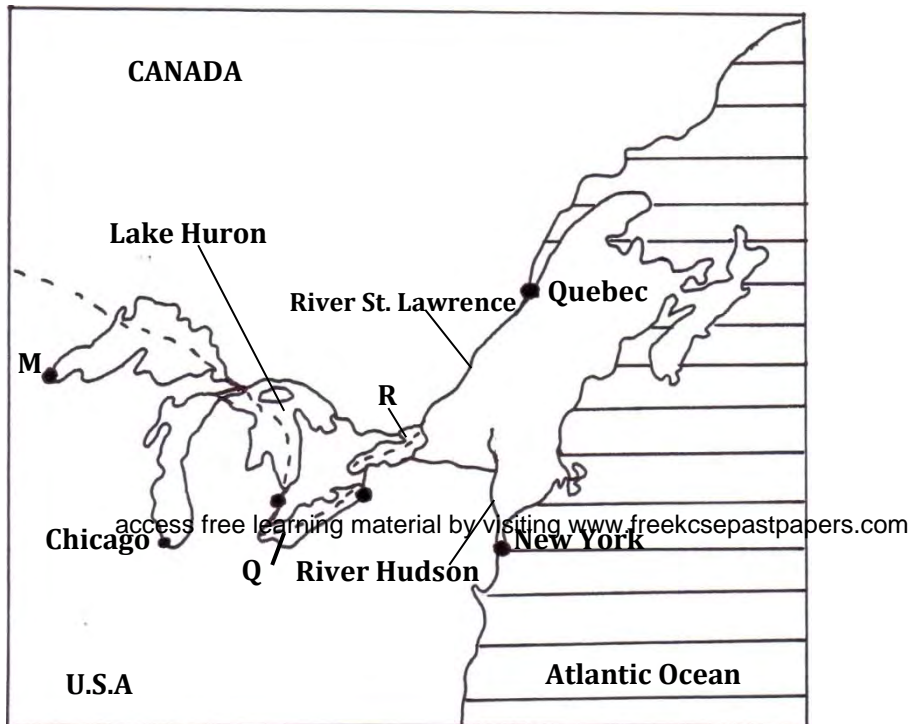 CANADA
Lake Huron
River St. Lawrence
Quebec
M
R
access free learning material by visiting www.freekcsepastpapers.com
Chicago
New York
Q
River Hudson
U.S.A
Atlantic Ocean